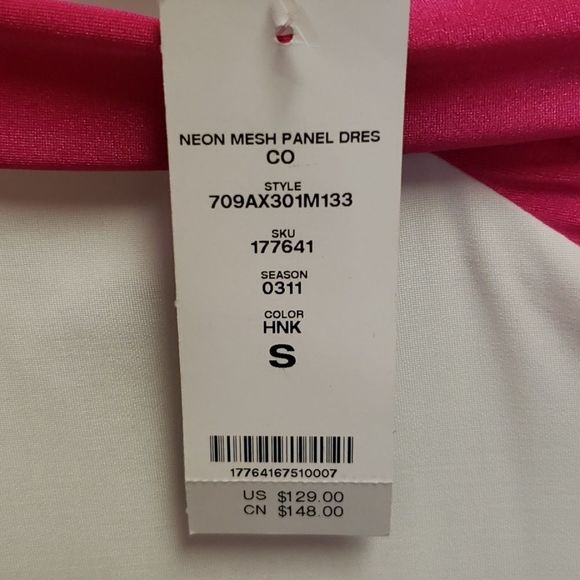 NEON MESH PANEL DRES
CO
STYLE
709AX301M133
SKU
177641
SEASON
0311
COLOR
HNK
S
17764167510007
US $129.00
CN $148.00